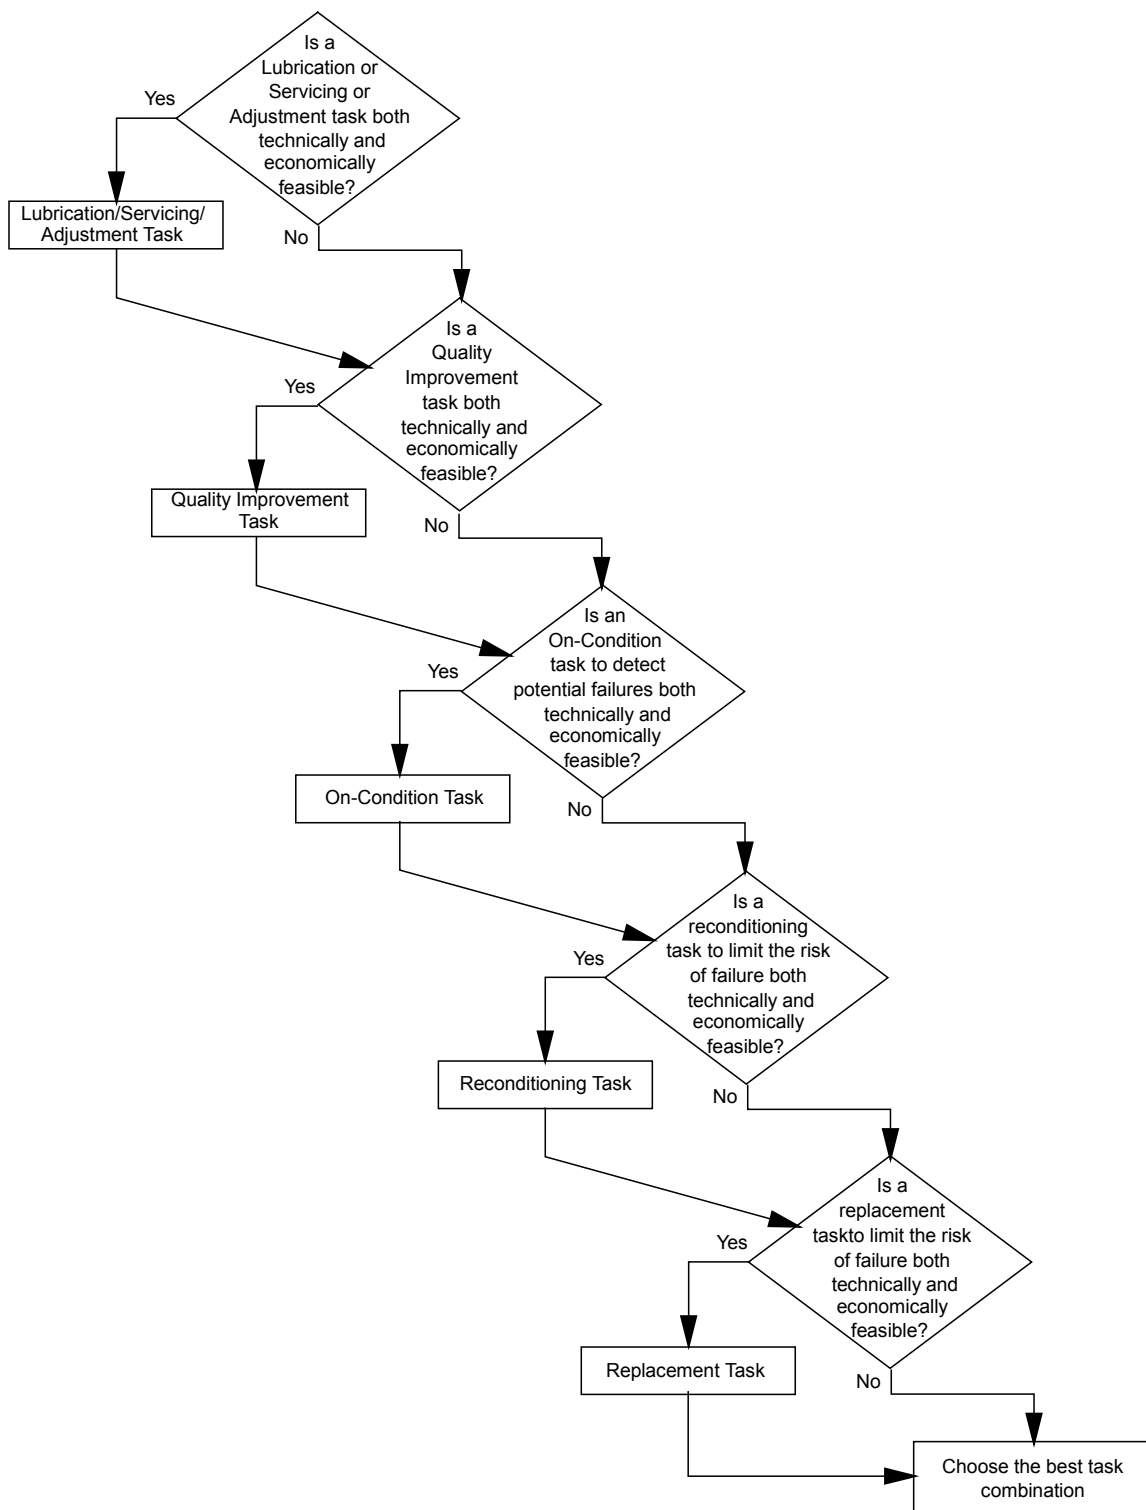 Is a
Lubrication or
Servicing or
Adjustment task both
technically and
economically
feasible?
Yes
Lubrication/Servicing/
Adjustment Task
No
Is a
Quality
Improvement
task both
technically and
economically
feasible?
Yes
Quality Improvement
Task
No
Is an
On-Condition
task to detect
potential failures both
technically and
economically
feasible?
Yes
On-Condition Task
No
Is a
reconditioning
task to limit the risk
of failure both
technically and
economically
feasible?
Yes
Reconditioning Task
No
Is a
replacement
taskto limit the risk
of failure both
technically and
economically
feasible?
Yes
Replacement Task
No
Choose the best task
combination